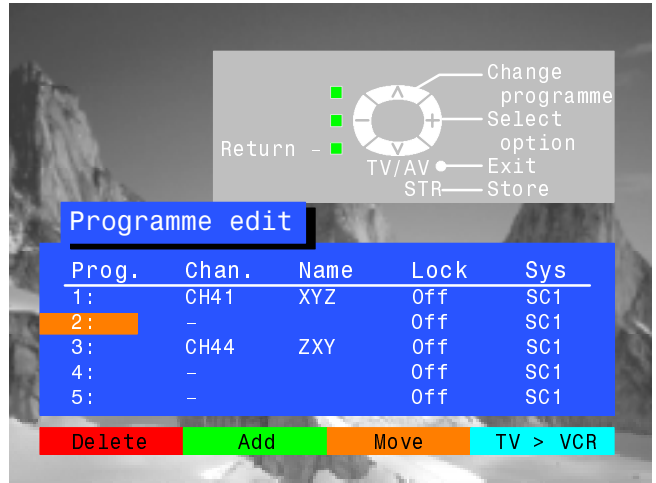 Change
programme
Select
option
Return –
TV/AV
Exit
STR
Store
Programme edit
Prog. Chan. Name Lock Sys
1: CH41 XYZ Off SC1
2: – Off SC1
3: CH44 ZXY Off SC1
4: – Off SC1
5: – Off SC1
Delete Add Move TV > VCR